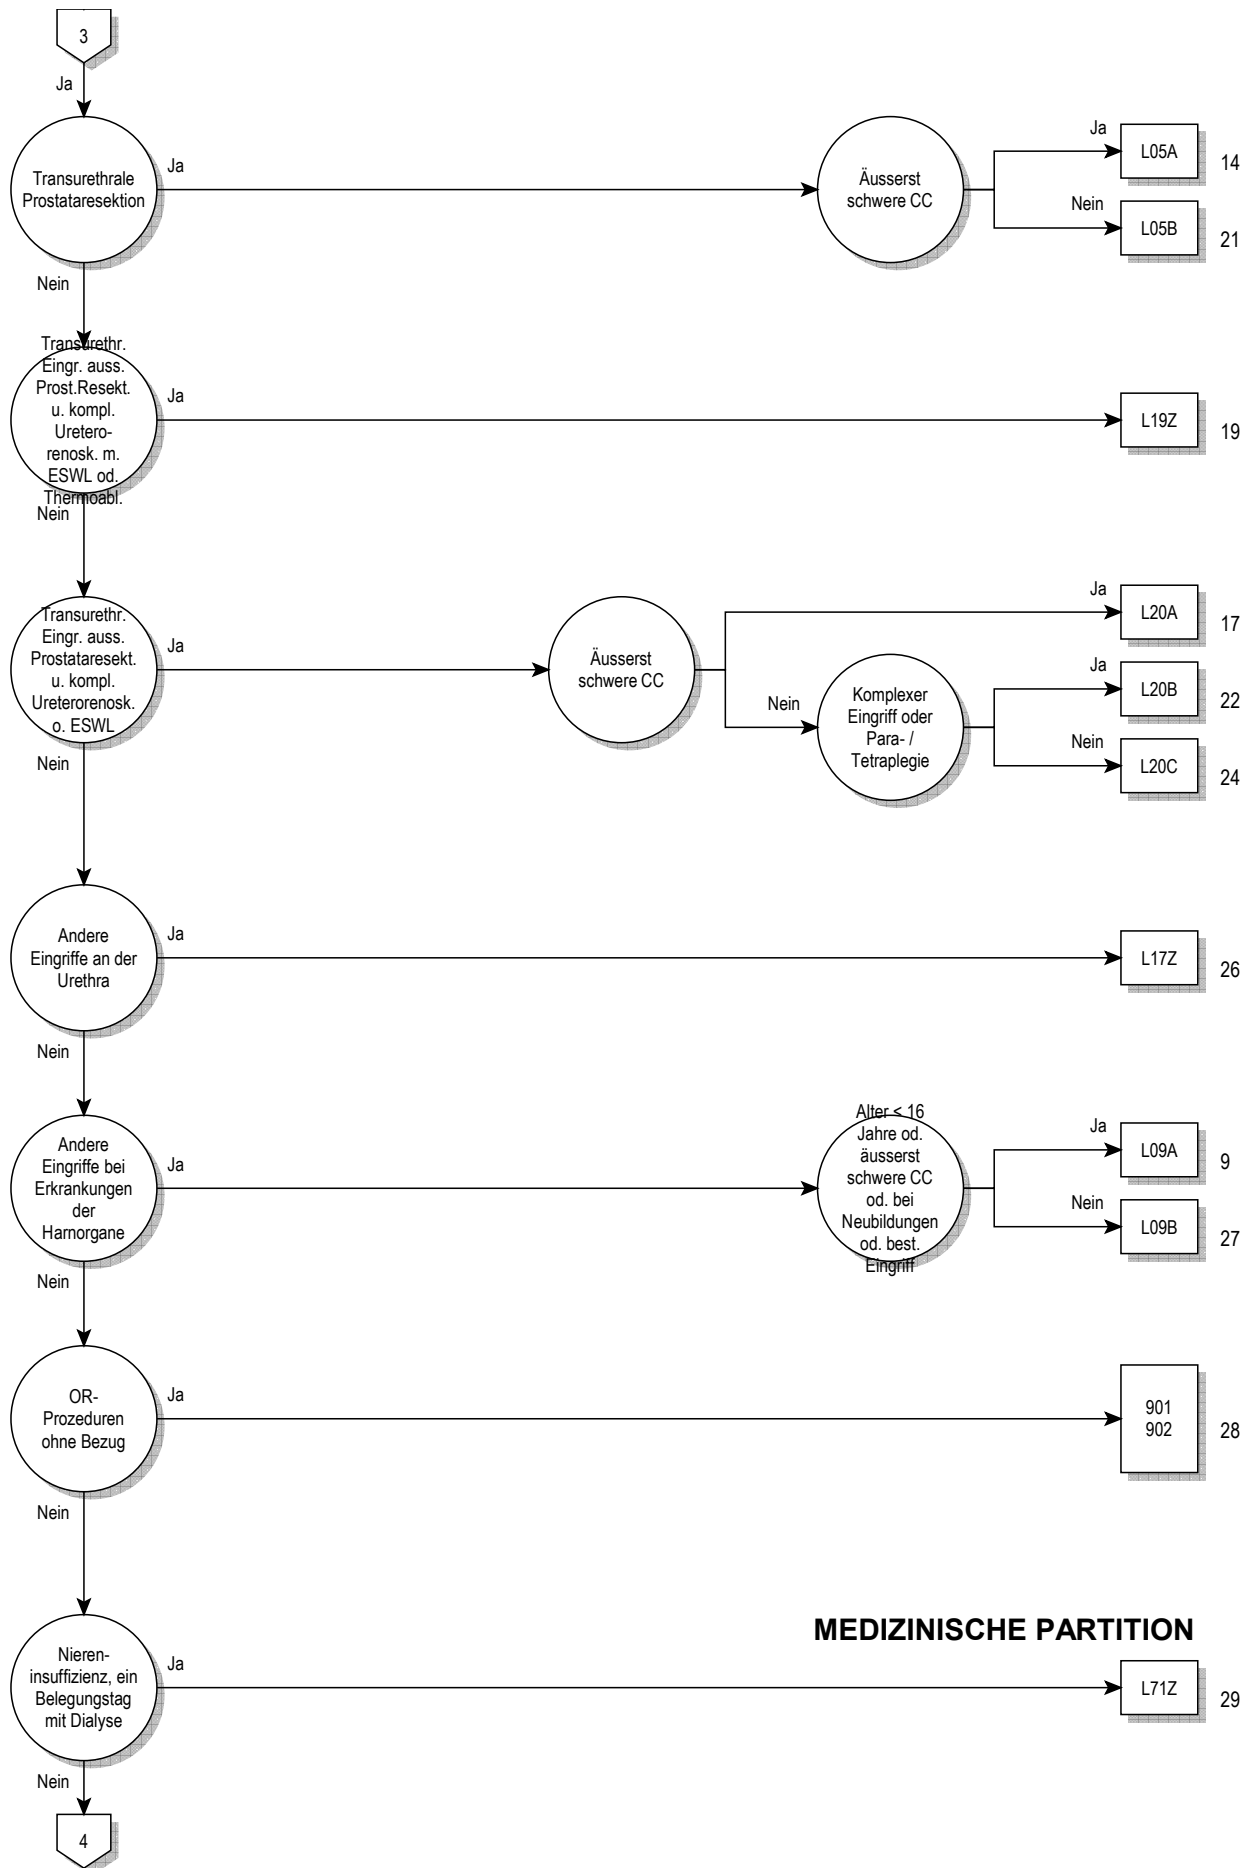 3
Ja
Transurethrale
Prostataresektion
Ja
Äusserst
schwere CC
Ja
L05A
14
Nein
L05B
21
Nein
Transurethr.
Eingr. auss.
Prost.Resekt.
u. kompl.
Uretero-
renosk. m.
ESWL od.
Thermoabl.
Ja
L19Z
19
Nein
Transurethr.
Eingr. auss.
Prostataresekt.
u. kompl.
Ureterorenosk.
o. ESWL
Ja
Äusserst
schwere CC
Ja
L20A
17
Nein
Komplexer
Eingriff oder
Para- /
Tetraplegie
Ja
L20B
22
Nein
L20C
24
Nein
Andere
Eingriffe an der
Urethra
Ja
L17Z
26
Nein
Andere
Eingriffe bei
Erkrankungen
der
Harnorgane
Ja
Alter < 16
Jahre od.
äusserst
schwere CC
od. bei
Neubildungen
od. best.
Eingriff
Ja
L09A
9
Nein
L09B
27
Nein
OR-
Prozeduren
ohne Bezug
Ja
901
902
28
Nein
MEDIZINISCHE PARTITION
Nieren-
insuffizienz, ein
Belegungstag
mit Dialyse
Ja
L71Z
29
Nein
4